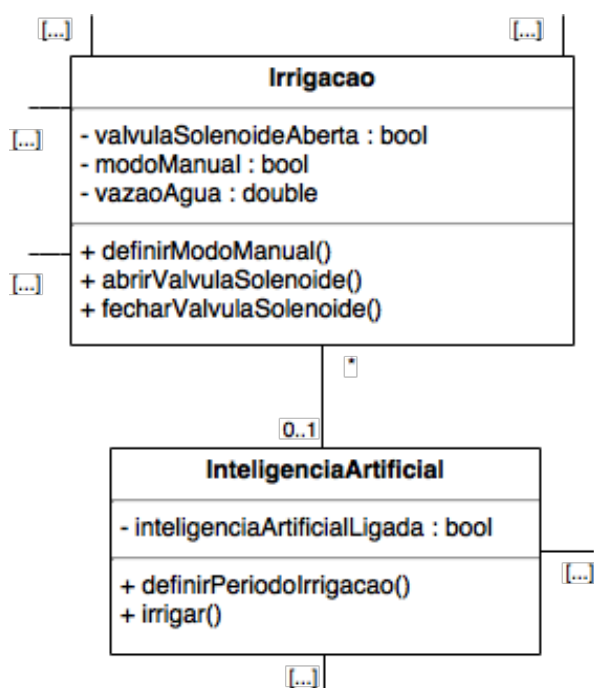 [...]
[...]
Irrigacao
[...]
- valvulaSolenoideAberta : bool
- modoManual : bool
- vazaoAgua : double
[...]
+ definirModoManual()
+ abrirValvulaSolenoide()
+ fecharValvulaSolenoide()
*
0..1
InteligenciaArtificial
- inteligenciaArtificialLigada : bool
[...]
+ definirPeriodoIrrigacao()
+ irrigar()
[...]